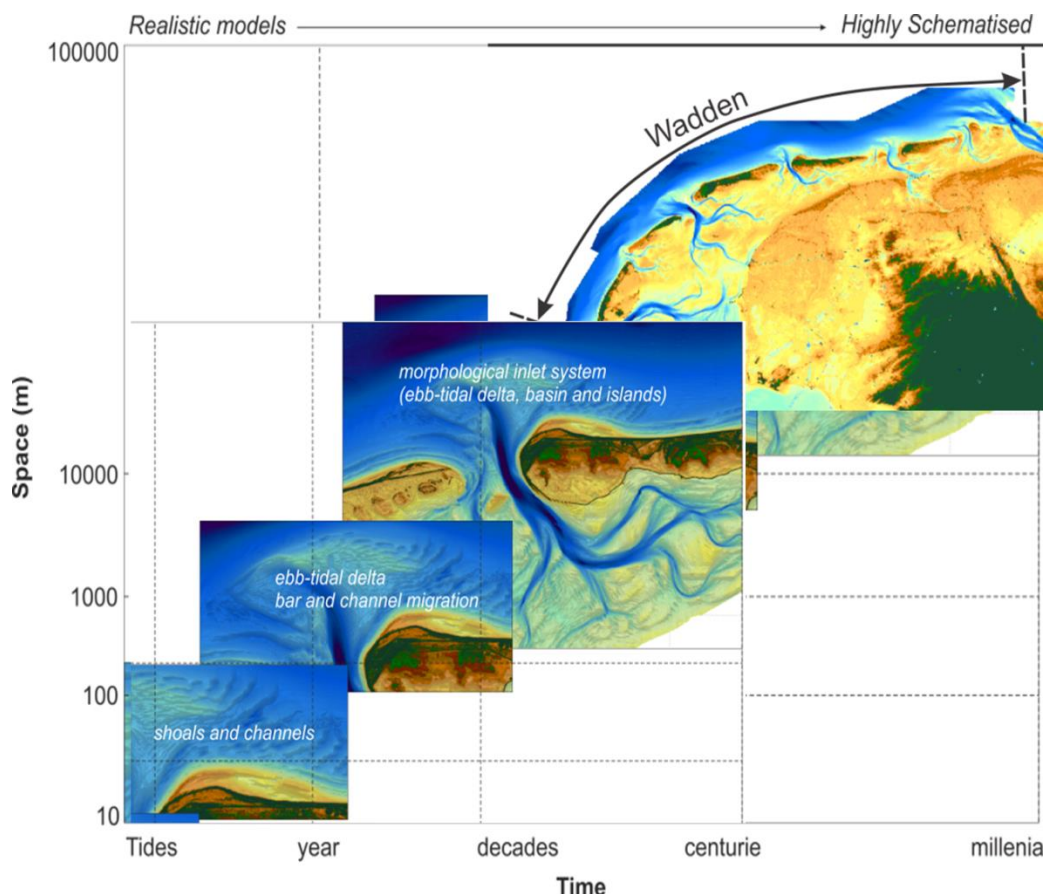 Realistic models
Highly Schematised
100000
Wadden
morphological inlet system
(ebb-tidal delta, basin and islands)
Space (m)
10000
ebb-tidal delta
bar and channel migration
1000
100
shoals and channels
10
Tides
year
decades
centurie
millenia
Time